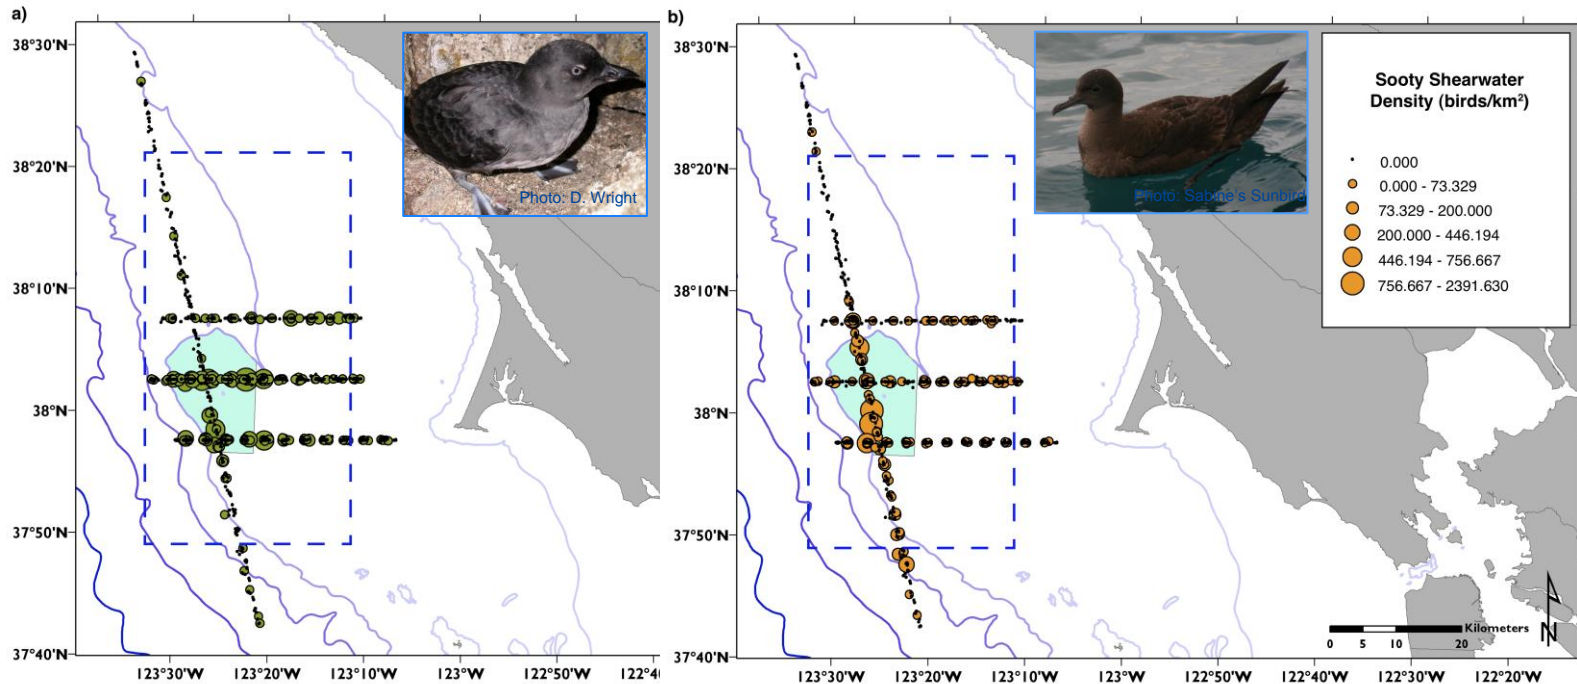 a)
38°30'N
38°20'N
38°10'N
38°N
37°50'N
37°40'N
123°30'W
123°20'W
123°10'W
123°W
122°50'W
122°4
Photo: D. Wright
b)
38°30'N
38°20'N
38°10'N
38°N
37°50'N
37°40'N
123°30'W
123°20'W
123°10'W
123°W
122°50'W
122°40'W
122°30'W
122°20'W
Photo: Sabine's Sunbird
Sooty Shearwater
Density (birds/km²)
0.000
0.000 - 73.329
73.329 - 200.000
200.000 - 446.194
446.194 - 756.667
756.667 - 2391.630
Kilometers
0 5 10 20
N